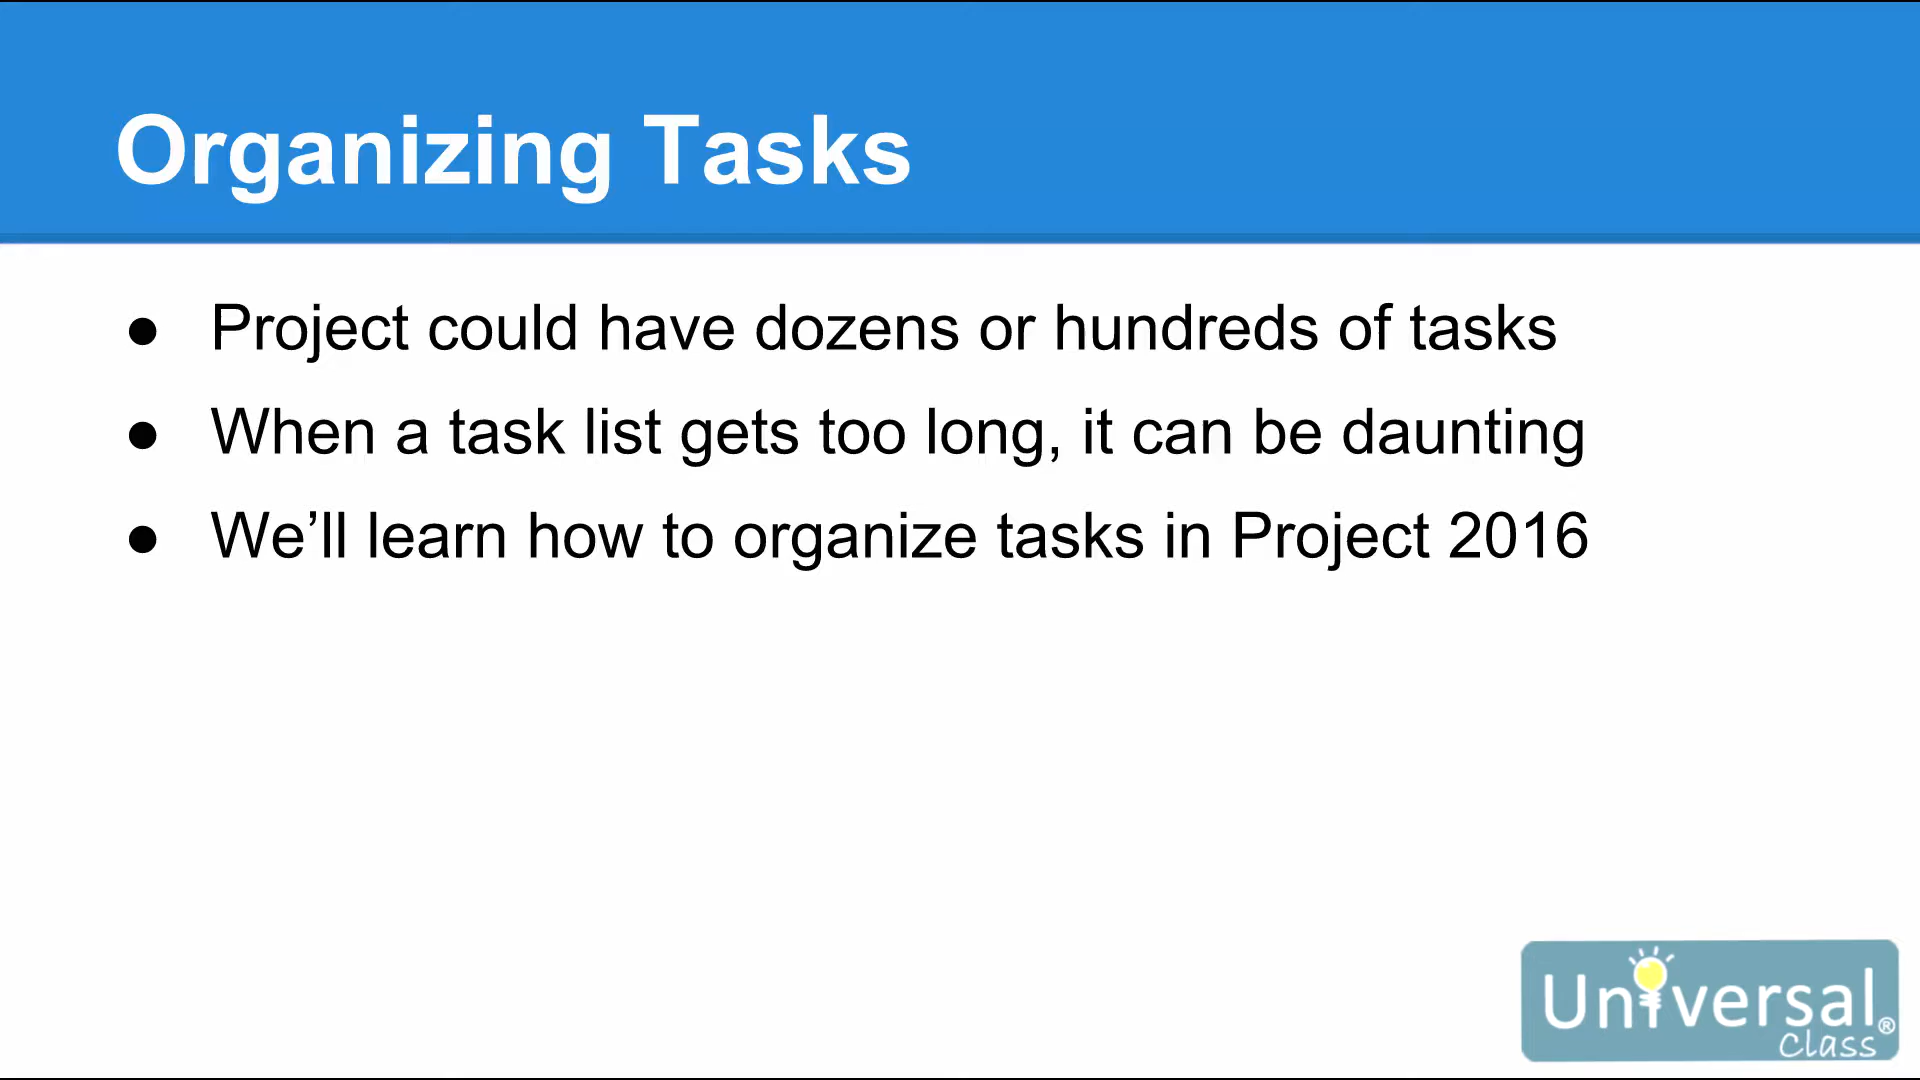 Organizing Tasks
● Project could have dozens or hundreds of tasks
● When a task list gets too long, it can be daunting
● We’ll learn how to organize tasks in Project 2016
Universal®
Class